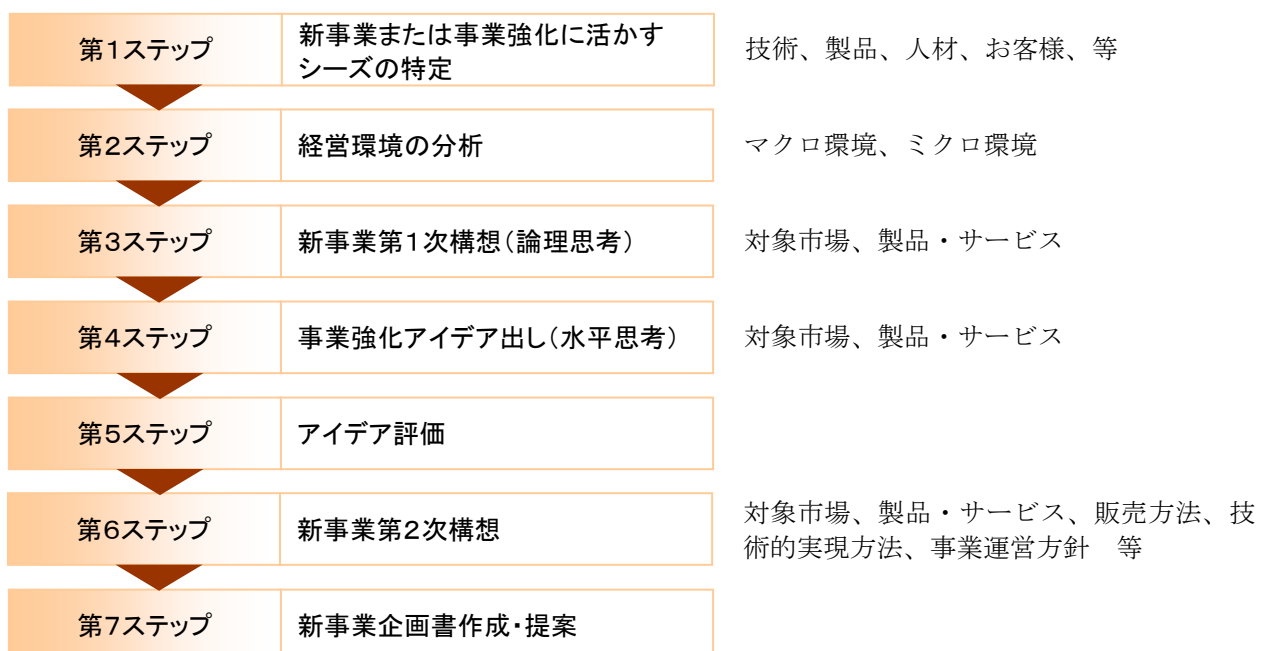 第1ステップ
新事業または事業強化に活かす
シーズの特定
技術、製品、人材、お客様、等
第2ステップ
経営環境の分析
マクロ環境、ミクロ環境
第3ステップ
新事業第1次構想(論理思考)
対象市場、製品・サービス
第4ステップ
事業強化アイデア出し(水平思考)
対象市場、製品・サービス
第5ステップ
アイデア評価
第6ステップ
新事業第2次構想
対象市場、製品・サービス、販売方法、技
術的実現方法、事業運営方針　等
第7ステップ
新事業企画書作成・提案